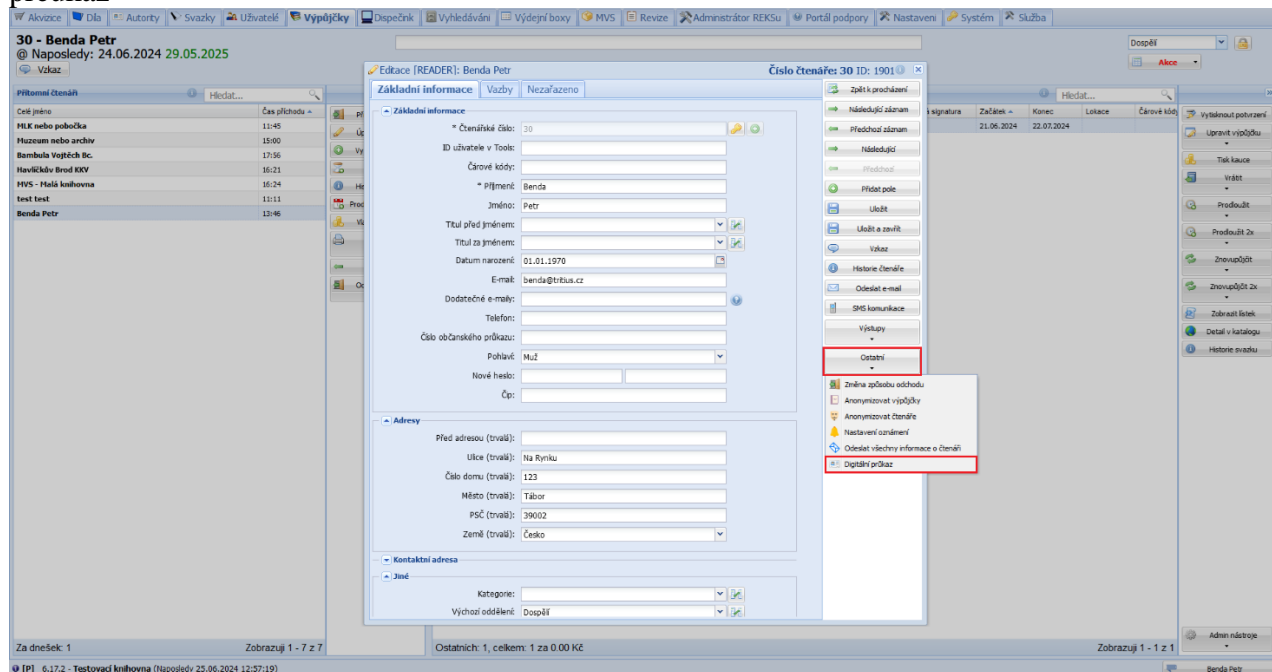 průkaz
Akvizice Díla Autority Svazky Uživatelé Výpůjčky Dispečink Vyhledávání Výdejní boxy MVS Revize Administrátor REKSu Portál podpory Nastavení Systém Služba
30 - Benda Petr
@ Naposledy: 24.06.2024 29.05.2025
Vzkaz
Dospělí
Akce
Přítomní čtenáři
Hledat...
Celé jméno Čas příchodu
MLK nebo pobočka 11:45
Muzeum nebo archiv 15:00
Bambula Vojtěch Bc. 17:56
Havlíčkův Brod KKV 16:21
MVS - Malá knihovna 16:24
test test 11:11
Benda Petr 13:46
Za dnešek: 1 Zobrazuji 1 - 7 z 7
Editace [READER]: Benda Petr Číslo čtenáře: 30 ID: 1901
Základní informace Vazby Nezařazeno
Základní informace
* Čtenářské číslo: 30
ID uživatele v Tools:
Čárové kódy:
* Příjmení: Benda
Jméno: Petr
Titul před jménem:
Titul za jménem:
Datum narození: 01.01.1970
E-mail: benda@tritius.cz
Dodatečné e-maily:
Telefon:
Číslo občanského průkazu:
Pohlaví: Muž
Nové heslo:
Čip:
Adresy
Před adresou (trvalá):
Ulice (trvalá): Na Rynku
Číslo domu (trvalá): 123
Město (trvalá): Tábor
PSČ (trvalá): 39002
Země (trvalá): Česko
Kontaktní adresa
Jiné
Kategorie:
Výchozí oddělení: Dospělí
Zpět k procházení
Následující záznam
Předchozí záznam
Následující
Předchozí
Přidat pole
Uložit
Uložit a zavřít
Vzkaz
Historie čtenáře
Odeslat e-mail
SMS komunikace
Výstupy
Ostatní
Změna způsobu odchodu
Anonymizovat výpůjčky
Anonymizovat čtenáře
Nastavení oznámení
Odeslat všechny informace o čtenáři
Digitální průkaz
Hledat...
signatura Začátek Konec Lokace Čárové kódy
21.06.2024 22.07.2024
Vytisknout potvrzení
Upravit výpůjčku
Tisk kauce
Vrátit
Prodoužit
Prodoužit 2x
Znovupůjčit
Znovupůjčit 2x
Zobrazit lístek
Detail v katalogu
Historie svazku
Admin nástroje
Ostatních: 1, celkem: 1 za 0.00 Kč Zobrazuji 1 - 1 z 1
[P] 6.17.2 - Testovací knihovna (Naposledy 25.06.2024 12:57:19) Benda Petr